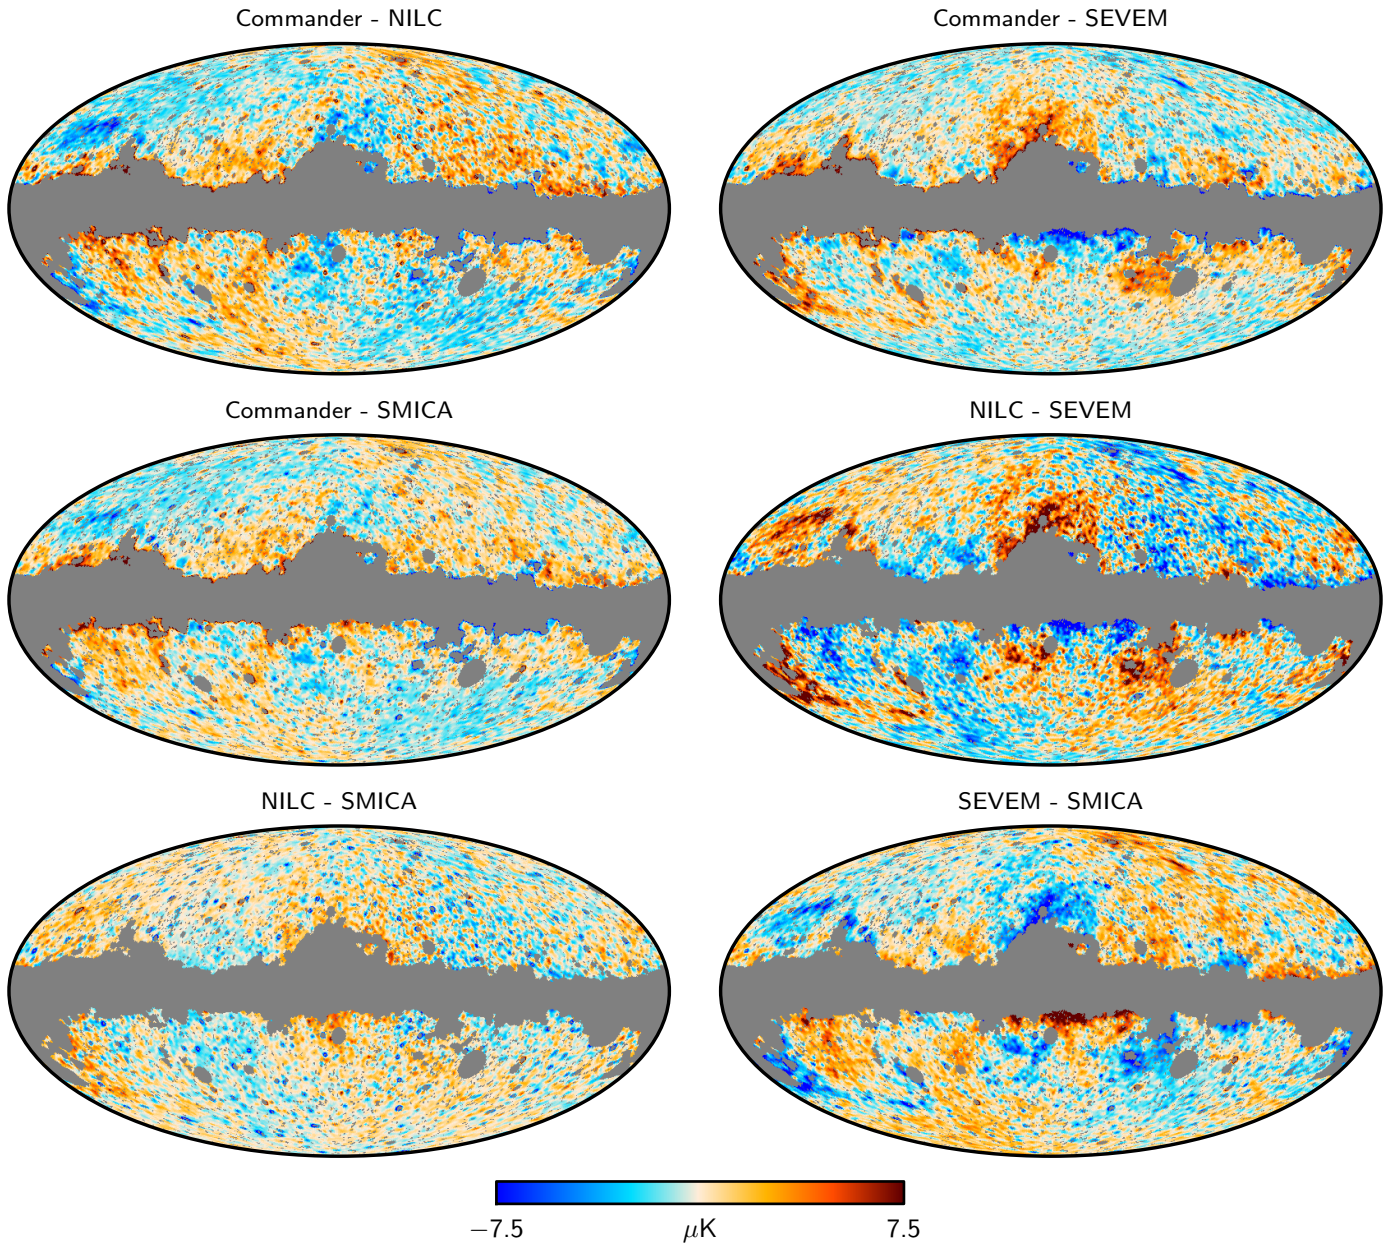 Commander - NILC
Commander - SEVEM
Commander - SMICA
NILC - SEVEM
NILC - SMICA
SEVEM - SMICA
−7.5 μK 7.5